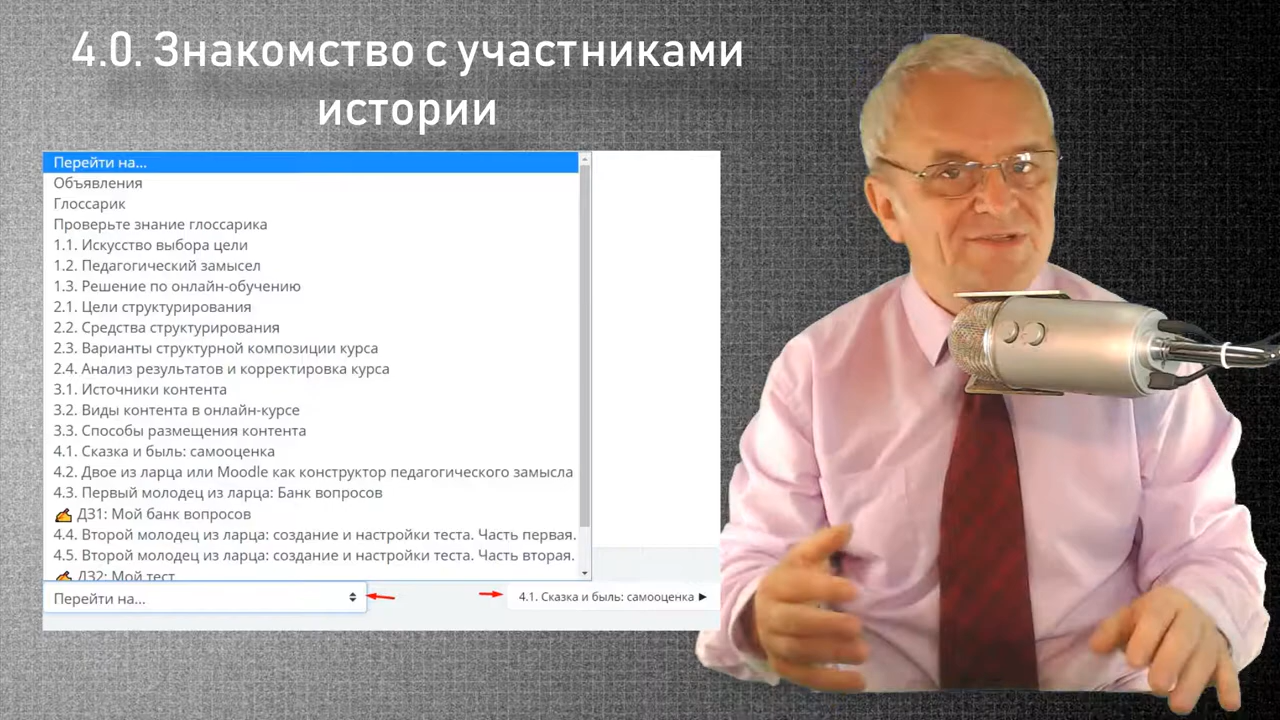 4.0. Знакомство с участниками
истории
Перейти на...
Объявления
Глоссарик
Проверьте знание глоссарика
1.1. Искусство выбора цели
1.2. Педагогический замысел
1.3. Решение по онлайн-обучению
2.1. Цели структурирования
2.2. Средства структурирования
2.3. Варианты структурной композиции курса
2.4. Анализ результатов и корректировка курса
3.1. Источники контента
3.2. Виды контента в онлайн-курсе
3.3. Способы размещения контента
4.1. Сказка и быль: самооценка
4.2. Двое из ларца или Moodle как конструктор педагогического замысла
4.3. Первый молодец из ларца: Банк вопросов
✍ ДЗ1: Мой банк вопросов
4.4. Второй молодец из ларца: создание и настройки теста. Часть первая.
4.5. Второй молодец из ларца: создание и настройки теста. Часть вторая.
✍ ДЗ2: Мой тест
Перейти на...
4.1. Сказка и быль: самооценка ►